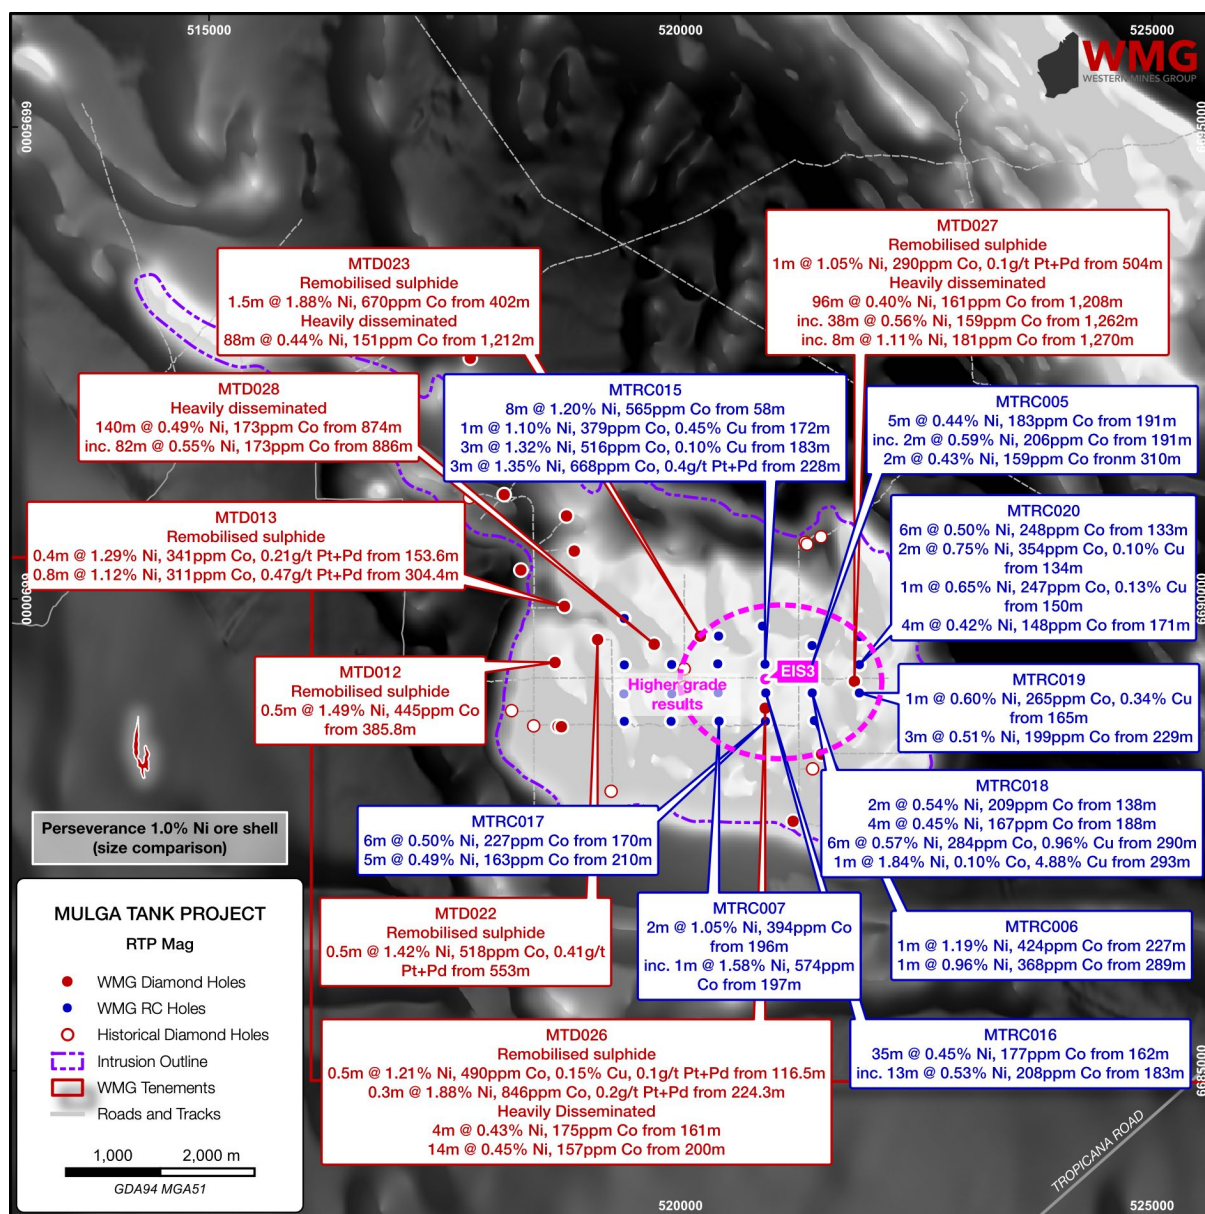 515000
520000
525000
WMG
WESTERN MINES GROUP
6695000
6695000
MTD027
Remobilised sulphide
1m @ 1.05% Ni, 290ppm Co, 0.1g/t Pt+Pd from 504m
Heavily disseminated
96m @ 0.40% Ni, 161ppm Co from 1,208m
inc. 38m @ 0.56% Ni, 159ppm Co from 1,262m
inc. 8m @ 1.11% Ni, 181ppm Co from 1,270m
MTD023
Remobilised sulphide
1.5m @ 1.88% Ni, 670ppm Co from 402m
Heavily disseminated
88m @ 0.44% Ni, 151ppm Co from 1,212m
MTD028
Heavily disseminated
140m @ 0.49% Ni, 173ppm Co from 874m
inc. 82m @ 0.55% Ni, 173ppm Co from 886m
MTRC015
8m @ 1.20% Ni, 565ppm Co from 58m
1m @ 1.10% Ni, 379ppm Co, 0.45% Cu from 172m
3m @ 1.32% Ni, 516ppm Co, 0.10% Cu from 183m
3m @ 1.35% Ni, 668ppm Co, 0.4g/t Pt+Pd from 228m
MTRC005
5m @ 0.44% Ni, 183ppm Co from 191m
inc. 2m @ 0.59% Ni, 206ppm Co from 191m
2m @ 0.43% Ni, 159ppm Co fronm 310m
MTD013
Remobilised sulphide
0.4m @ 1.29% Ni, 341ppm Co, 0.21g/t Pt+Pd from 153.6m
0.8m @ 1.12% Ni, 311ppm Co, 0.47g/t Pt+Pd from 304.4m
MTRC020
6m @ 0.50% Ni, 248ppm Co from 133m
2m @ 0.75% Ni, 354ppm Co, 0.10% Cu
from 134m
1m @ 0.65% Ni, 247ppm Co, 0.13% Cu
from 150m
4m @ 0.42% Ni, 148ppm Co from 171m
6690000
6690000
MTD012
Remobilised sulphide
0.5m @ 1.49% Ni, 445ppm Co
from 385.8m
Higher grade
results
EIS3
MTRC019
1m @ 0.60% Ni, 265ppm Co, 0.34% Cu
from 165m
3m @ 0.51% Ni, 199ppm Co from 229m
Perseverance 1.0% Ni ore shell
(size comparison)
MTRC017
6m @ 0.50% Ni, 227ppm Co from 170m
5m @ 0.49% Ni, 163ppm Co from 210m
MTRC018
2m @ 0.54% Ni, 209ppm Co from 138m
4m @ 0.45% Ni, 167ppm Co from 188m
6m @ 0.57% Ni, 284ppm Co, 0.96% Cu from 290m
1m @ 1.84% Ni, 0.10% Co, 4.88% Cu from 293m
MTD022
Remobilised sulphide
0.5m @ 1.42% Ni, 518ppm Co, 0.41g/t
Pt+Pd from 553m
MTRC007
2m @ 1.05% Ni, 394ppm Co
from 196m
inc. 1m @ 1.58% Ni, 574ppm
Co from 197m
MTRC006
1m @ 1.19% Ni, 424ppm Co from 227m
1m @ 0.96% Ni, 368ppm Co from 289m
MTD026
Remobilised sulphide
0.5m @ 1.21% Ni, 490ppm Co, 0.15% Cu, 0.1g/t Pt+Pd from 116.5m
0.3m @ 1.88% Ni, 846ppm Co, 0.2g/t Pt+Pd from 224.3m
Heavily Disseminated
4m @ 0.43% Ni, 175ppm Co from 161m
14m @ 0.45% Ni, 157ppm Co from 200m
MTRC016
35m @ 0.45% Ni, 177ppm Co from 162m
inc. 13m @ 0.53% Ni, 208ppm Co from 183m
6685000
MULGA TANK PROJECT
RTP Mag
WMG Diamond Holes
WMG RC Holes
Historical Diamond Holes
Intrusion Outline
WMG Tenements
Roads and Tracks
1,000
2,000 m
GDA94 MGA51
TROPICANA ROAD
520000
525000